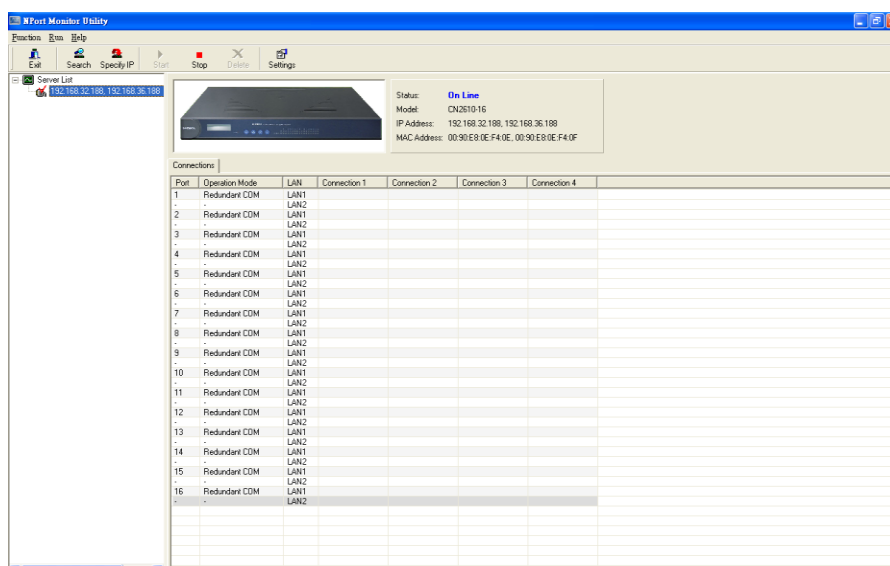 NPort Monitor Utility
Function Run Help
Exit Search Specify IP Start Stop Delete Settings
Server List
192.168.32.188, 192.168.36.188
Status: On Line
Model: CN2610-16
IP Address: 192.168.32.188, 192.168.36.188
MAC Address: 00:90:E8:0E:F4:0E, 00:90:E8:0E:F4:0F
Connections
Port Operation Mode LAN Connection 1 Connection 2 Connection 3 Connection 4
1 Redundant COM LAN1
- - LAN2
2 Redundant COM LAN1
- - LAN2
3 Redundant COM LAN1
- - LAN2
4 Redundant COM LAN1
- - LAN2
5 Redundant COM LAN1
- - LAN2
6 Redundant COM LAN1
- - LAN2
7 Redundant COM LAN1
- - LAN2
8 Redundant COM LAN1
- - LAN2
9 Redundant COM LAN1
- - LAN2
10 Redundant COM LAN1
- - LAN2
11 Redundant COM LAN1
- - LAN2
12 Redundant COM LAN1
- - LAN2
13 Redundant COM LAN1
- - LAN2
14 Redundant COM LAN1
- - LAN2
15 Redundant COM LAN1
- - LAN2
16 Redundant COM LAN1
- - LAN2